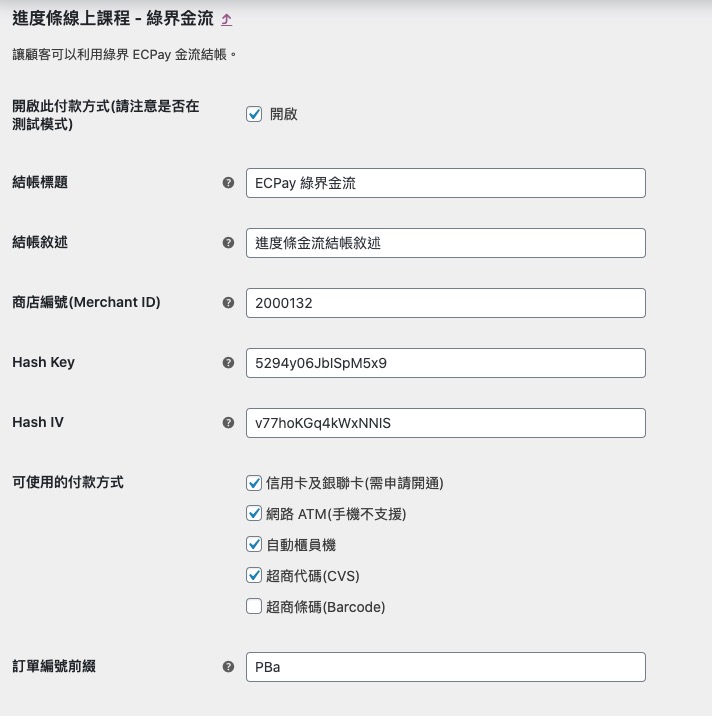 進度條線上課程 - 綠界金流 ⤴
讓顧客可以利用綠界 ECPay 金流結帳。
開啟此付款方式(請注意是否在
測試模式)
開啟
結帳標題
ECPay 綠界金流
結帳敘述
進度條金流結帳敘述
商店編號(Merchant ID)
2000132
Hash Key
5294y06JbISpM5x9
Hash IV
v77hoKGq4kWxNNIS
可使用的付款方式
信用卡及銀聯卡(需申請開通)
網路 ATM(手機不支援)
自動櫃員機
超商代碼(CVS)
超商條碼(Barcode)
訂單編號前綴
PBa